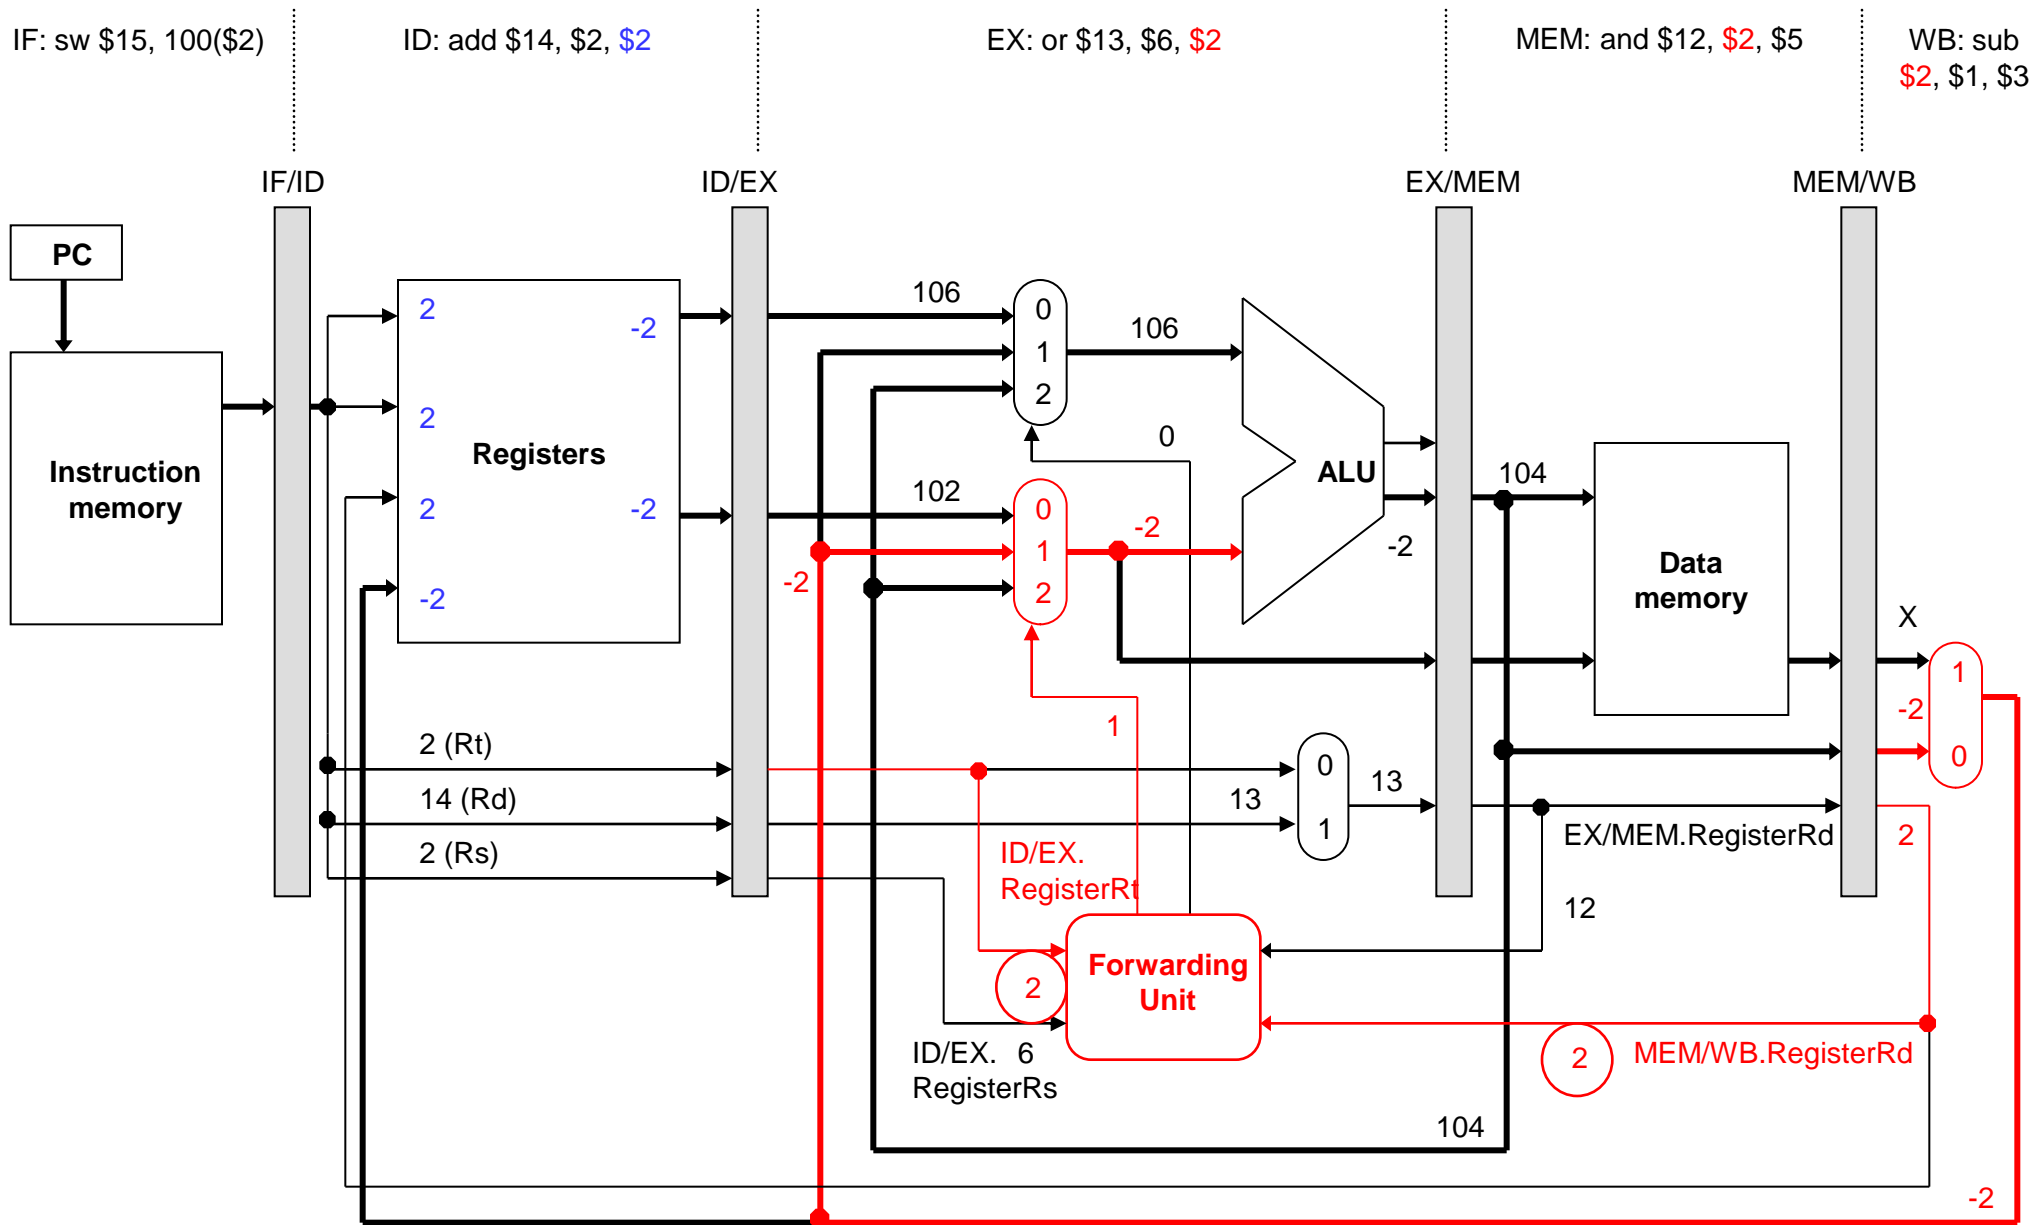 IF: sw $15, 100($2)
ID: add $14, $2, $2
EX: or $13, $6, $2
MEM: and $12, $2, $5
WB: sub
$2, $1, $3
IF/ID
ID/EX
EX/MEM
MEM/WB
PC
Instruction
memory
2
2
2
-2
-2
-2
Registers
106
0
1
2
106
0
102
0
1
2
-2
-2
1
ALU
-2
104
Data
memory
X
-2
1
0
2 (Rt)
14 (Rd)
2 (Rs)
13
0
1
13
EX/MEM.RegisterRd
2
12
ID/EX.
RegisterRt
2
Forwarding
Unit
ID/EX. 6
RegisterRs
2
MEM/WB.RegisterRd
104
-2